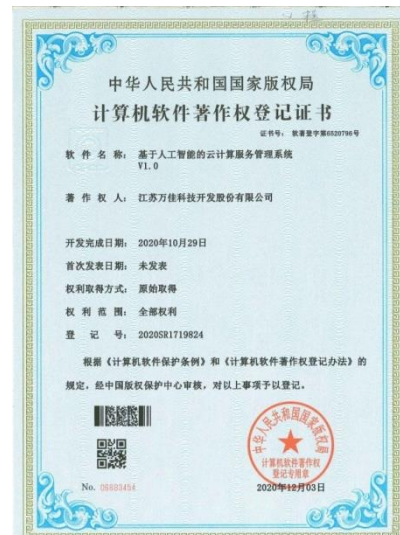 中华人民共和国国家版权局
计算机软件著作权登记证书
证书号： 软著登字第6520796号
软件名称： 基于人工智能的云计算服务管理系统
V1.0
著作权人： 江苏万佳科技开发股份有限公司
开发完成日期： 2020年10月29日
首次发表日期： 未发表
权利取得方式： 原始取得
权利范围： 全部权利
登记号： 2020SR1719824
根据《计算机软件保护条例》和《计算机软件著作权登记办法》的
规定，经中国版权保护中心审核，对以上事项予以登记。
中华人民共和国国家版权局
计算机软件著作权
登记专用章
No. 06883454
2020年12月03日